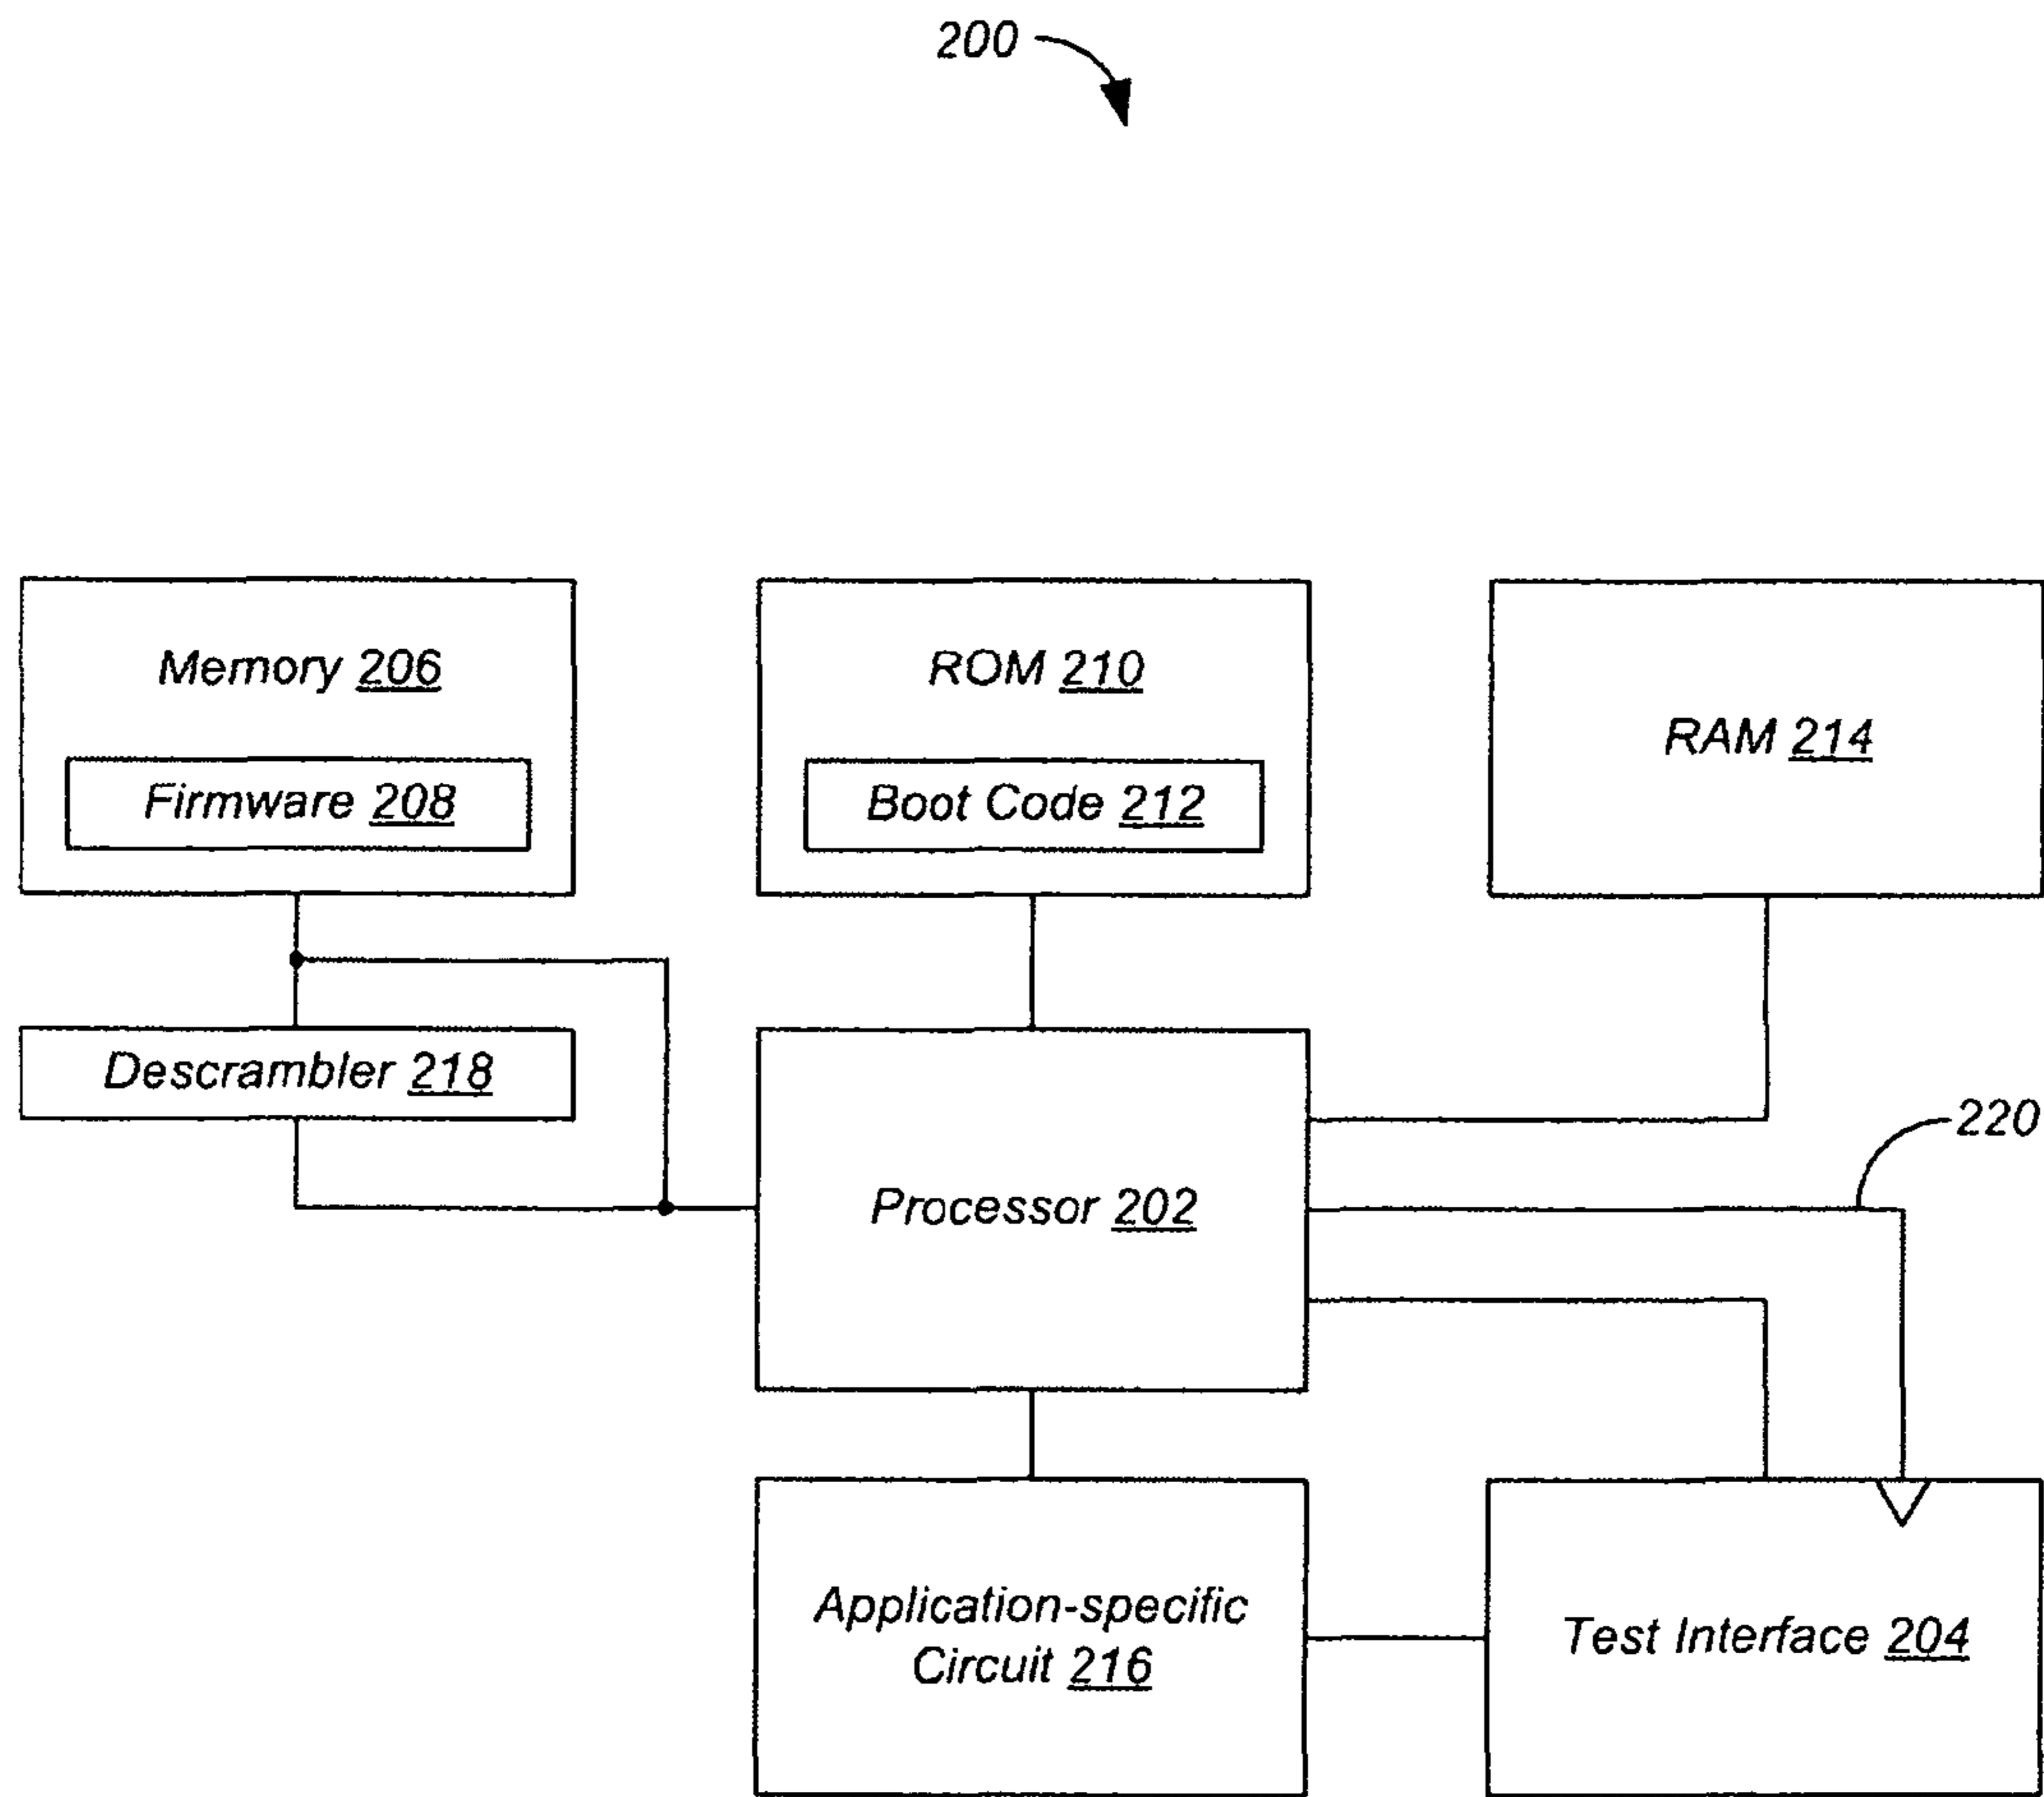 200
Memory 206
ROM 210
RAM 214
Firmware 208
Boot Code 212
Descrambler 218
220
Processor 202
Application-specific
Circuit 216
Test Interface 204